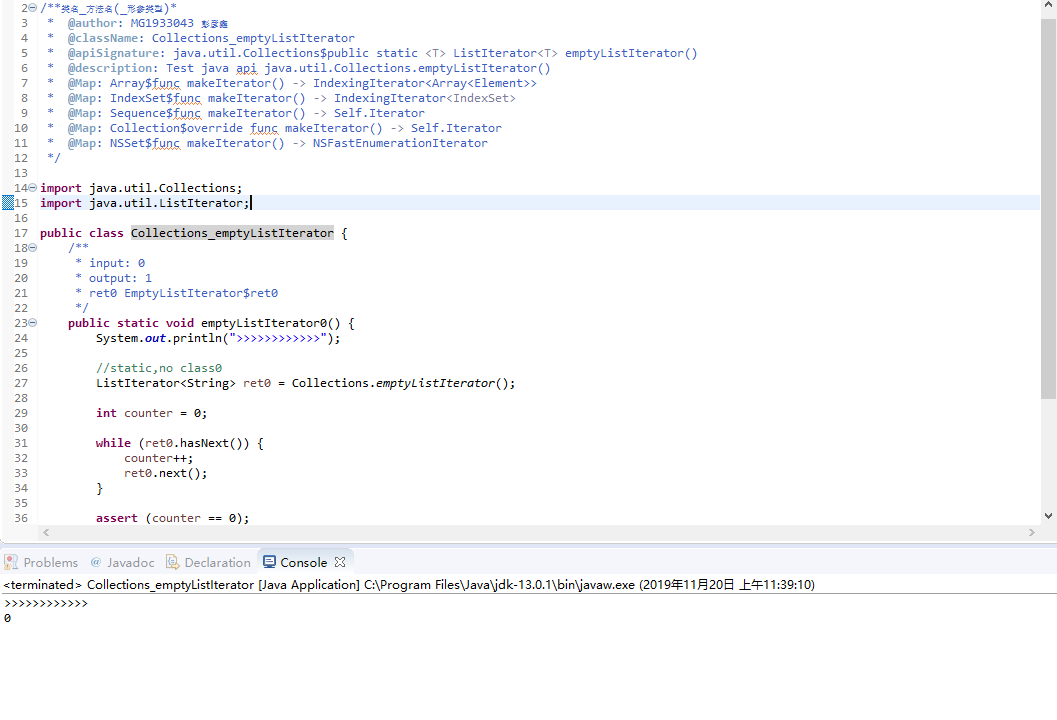 2 /**类名_方法名(_形参类型)*
3 * @author: MG1933043 彭彦鑫
4 * @className: Collections_emptyListIterator
5 * @apiSignature: java.util.Collections$public static <T> ListIterator<T> emptyListIterator()
6 * @description: Test java api java.util.Collections.emptyListIterator()
7 * @Map: Array$func makeIterator() -> IndexingIterator<Array<Element>>
8 * @Map: IndexSet$func makeIterator() -> IndexingIterator<IndexSet>
9 * @Map: Sequence$func makeIterator() -> Self.Iterator
10 * @Map: Collection$override func makeIterator() -> Self.Iterator
11 * @Map: NSSet$func makeIterator() -> NSFastEnumerationIterator
12 */
13
14 import java.util.Collections;
15 import java.util.ListIterator;
16
17 public class Collections_emptyListIterator {
18 /**
19 * input: 0
20 * output: 1
21 * ret0 EmptyListIterator$ret0
22 */
23 public static void emptyListIterator0() {
24 System.out.println(">>>>>>>>>>>>");
25
26 //static,no class0
27 ListIterator<String> ret0 = Collections.emptyListIterator();
28
29 int counter = 0;
30
31 while (ret0.hasNext()) {
32 counter++;
33 ret0.next();
34 }
35
36 assert (counter == 0);
Problems @ Javadoc Declaration Console
<terminated> Collections_emptyListIterator [Java Application] C:\Program Files\Java\jdk-13.0.1\bin\javaw.exe (2019年11月20日 上午11:39:10)
>>>>>>>>>>>>
0